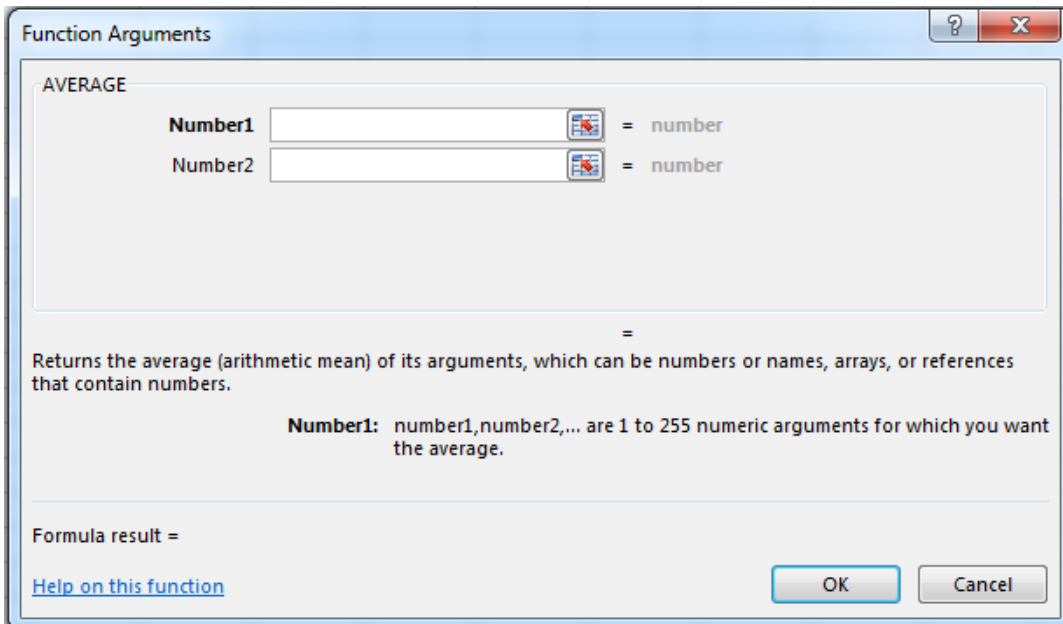 Function Arguments
?
X
AVERAGE
Number1 = number
Number2 = number
=
Returns the average (arithmetic mean) of its arguments, which can be numbers or names, arrays, or references
that contain numbers.
Number1: number1,number2,... are 1 to 255 numeric arguments for which you want
the average.
Formula result =
Help on this function
OK
Cancel